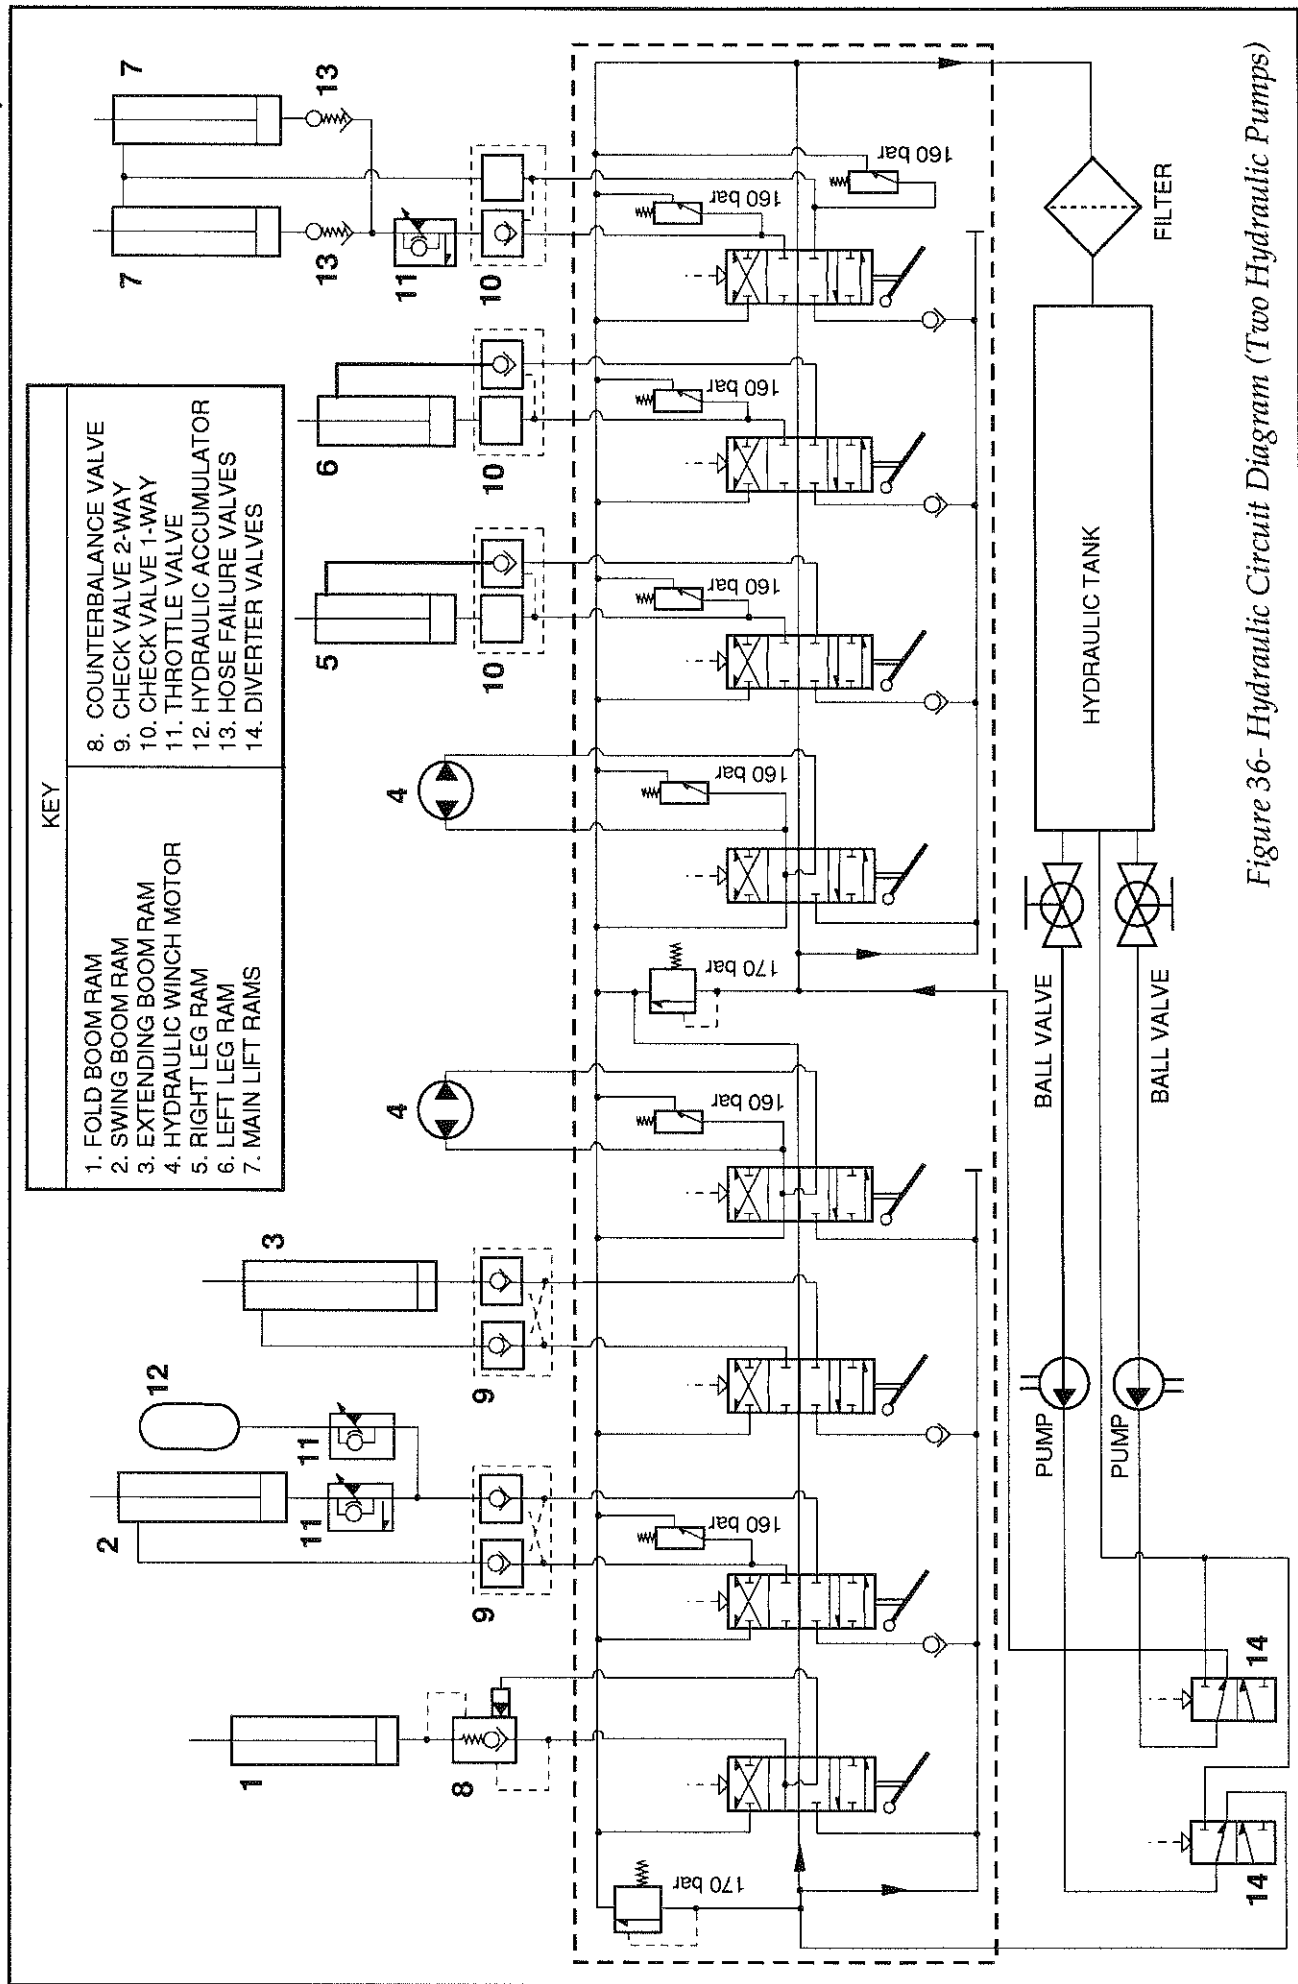 KEY
1. FOLD BOOM RAM
2. SWING BOOM RAM
3. EXTENDING BOOM RAM
4. HYDRAULIC WINCH MOTOR
5. RIGHT LEG RAM
6. LEFT LEG RAM
7. MAIN LIFT RAMS
8. COUNTERBALANCE VALVE
9. CHECK VALVE 2-WAY
10. CHECK VALVE 1-WAY
11. THROTTLE VALVE
12. HYDRAULIC ACCUMULATOR
13. HOSE FAILURE VALVES
14. DIVERTER VALVES
1
8
2
11
9
12
11
3
9
4
4
5
10
6
10
7
7
13
13
11
10
170 bar
160 bar
160 bar
170 bar
160 bar
160 bar
160 bar
160 bar
160 bar
14
14
PUMP
PUMP
BALL VALVE
BALL VALVE
HYDRAULIC TANK
FILTER
Figure 36- Hydraulic Circuit Diagram (Two Hydraulic Pumps)